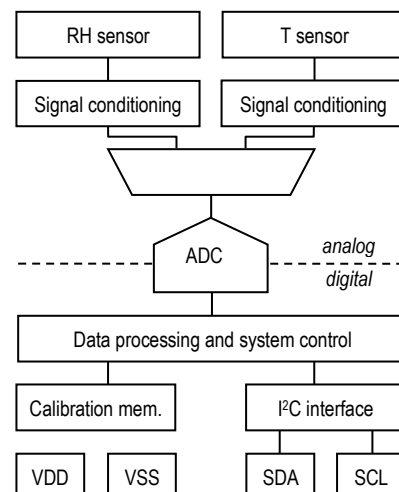 RH sensor
T sensor
Signal conditioning
Signal conditioning
ADC
analog
digital
Data processing and system control
Calibration mem.
I²C interface
VDD
VSS
SDA
SCL